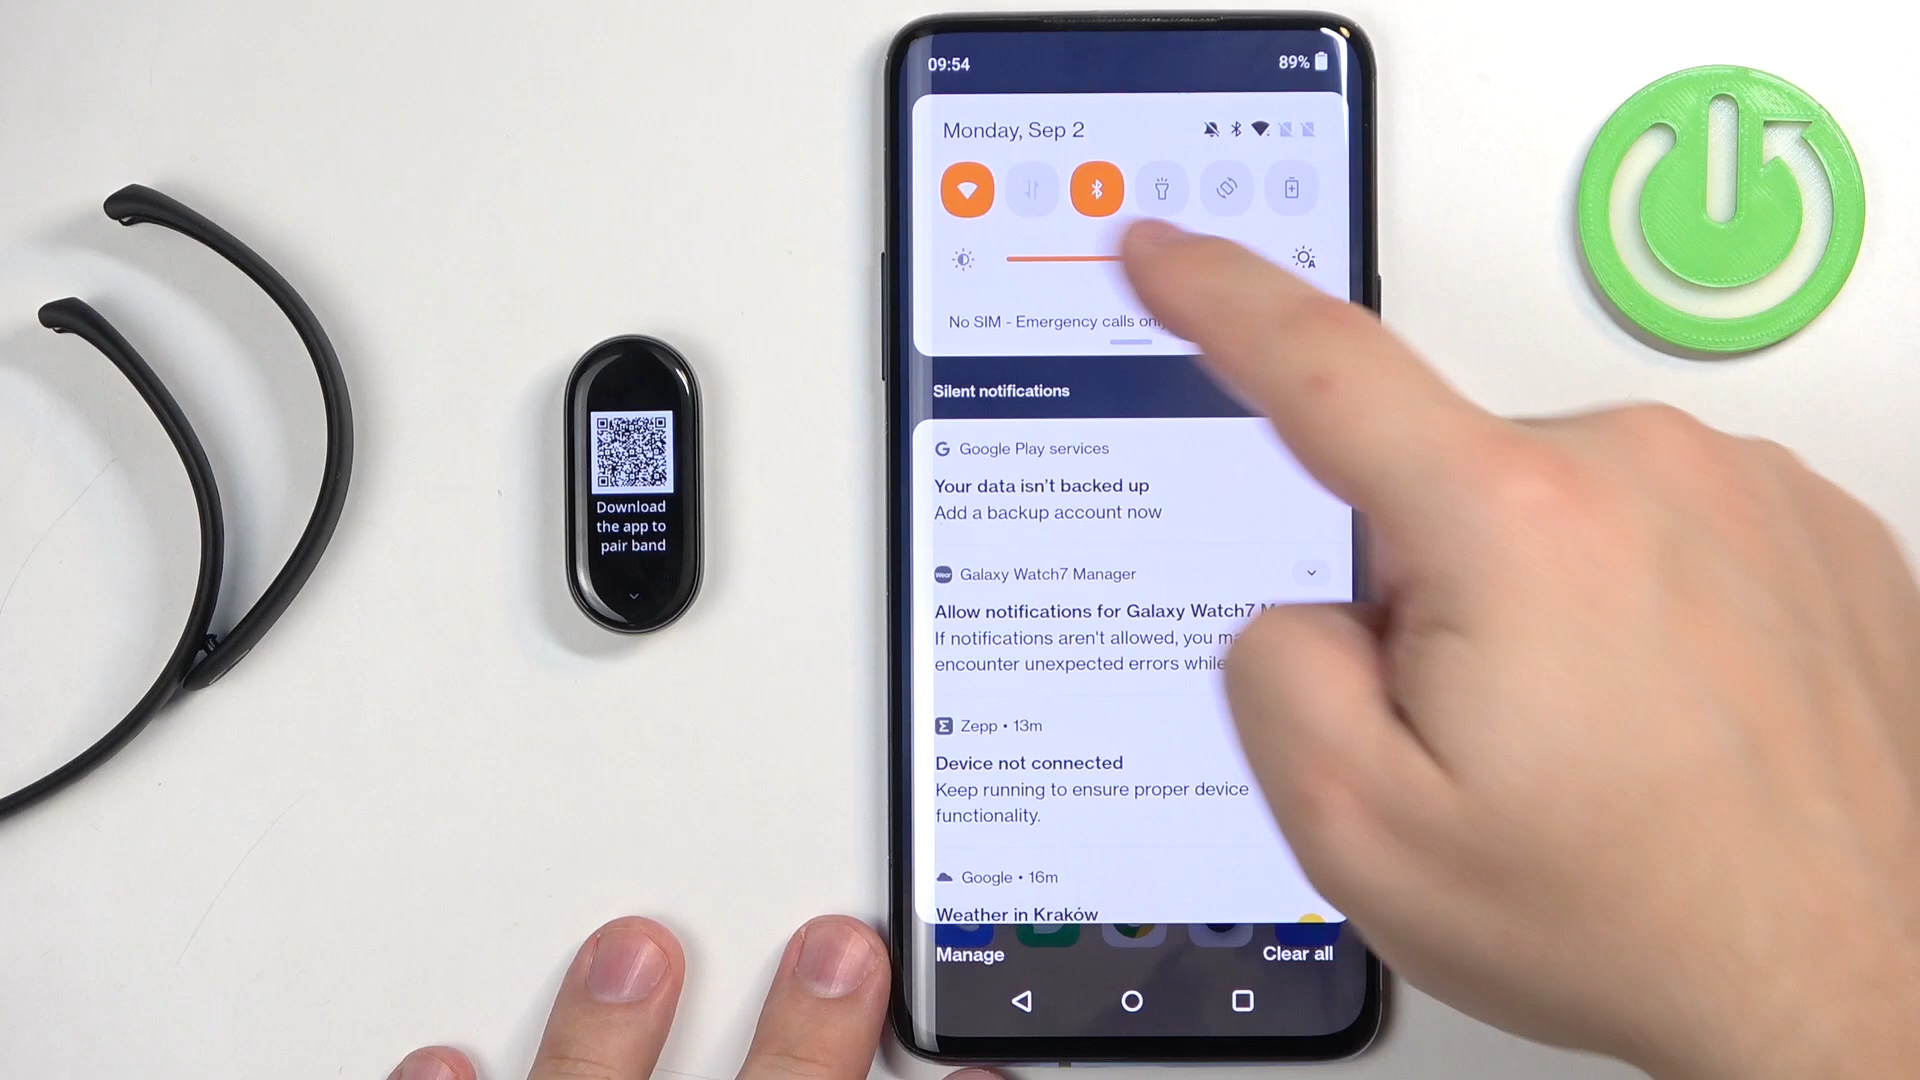 09:54
89%
Monday, Sep 2
No SIM - Emergency calls only
Silent notifications
Google Play services
Your data isn't backed up
Add a backup account now
Galaxy Watch7 Manager
Allow notifications for Galaxy Watch7
If notifications aren't allowed, you
encounter unexpected errors while
Zepp • 13m
Device not connected
Keep running to ensure proper device
functionality.
Google • 16m
Weather in Kraków
Manage
Clear all
Download
the app to
pair band